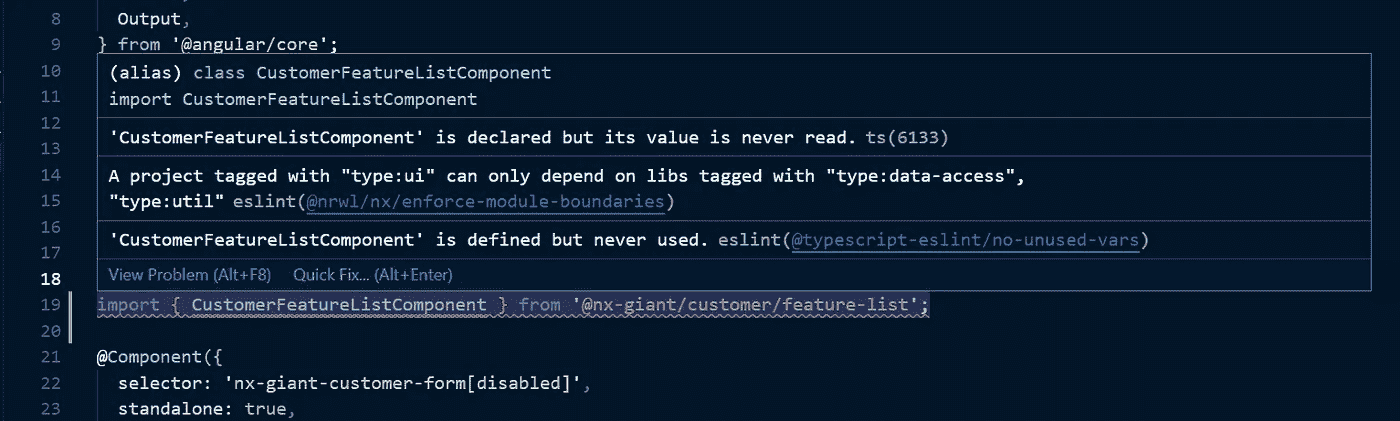 8 Output,
9 } from '@angular/core';
10 (alias) class CustomerFeatureListComponent
11 import CustomerFeatureListComponent
12
'CustomerFeatureListComponent' is declared but its value is never read. ts(6133)
13
14 A project tagged with "type:ui" can only depend on libs tagged with "type:data-access",
15 "type:util" eslint(@nrwl/nx/enforce-module-boundaries)
16
'CustomerFeatureListComponent' is defined but never used. eslint(@typescript-eslint/no-unused-vars)
17
18 View Problem (Alt+F8) Quick Fix... (Alt+Enter)
19 import { CustomerFeatureListComponent } from '@nx-giant/customer/feature-list';
20
21 @Component({
22 selector: 'nx-giant-customer-form[disabled]',
23 standalone: true,